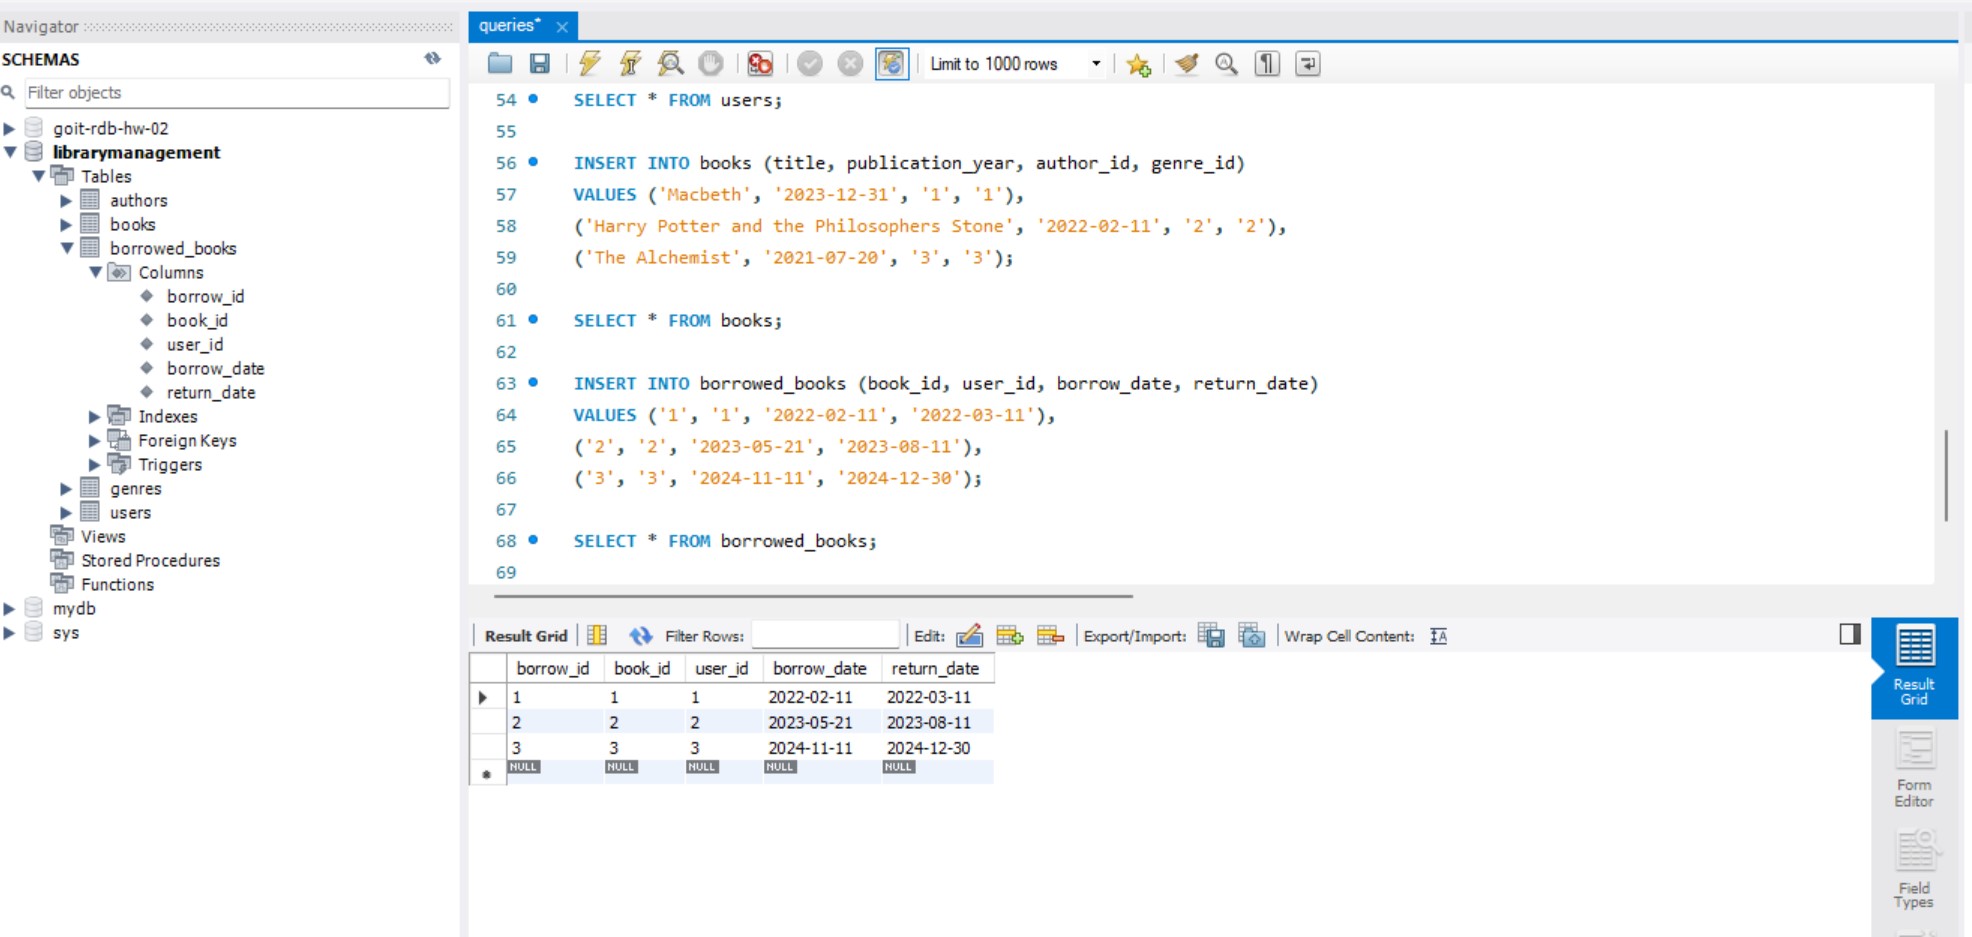 Navigator
SCHEMAS
Filter objects
goit-rdb-hw-02
librarymanagement
Tables
authors
books
borrowed_books
Columns
borrow_id
book_id
user_id
borrow_date
return_date
Indexes
Foreign Keys
Triggers
genres
users
Views
Stored Procedures
Functions
mydb
sys
queries*
Limit to 1000 rows
54 SELECT * FROM users;
55
56 INSERT INTO books (title, publication_year, author_id, genre_id)
57 VALUES ('Macbeth', '2023-12-31', '1', '1'),
58 ('Harry Potter and the Philosophers Stone', '2022-02-11', '2', '2'),
59 ('The Alchemist', '2021-07-20', '3', '3');
60
61 SELECT * FROM books;
62
63 INSERT INTO borrowed_books (book_id, user_id, borrow_date, return_date)
64 VALUES ('1', '1', '2022-02-11', '2022-03-11'),
65 ('2', '2', '2023-05-21', '2023-08-11'),
66 ('3', '3', '2024-11-11', '2024-12-30');
67
68 SELECT * FROM borrowed_books;
69
Result Grid Filter Rows: Edit: Export/Import: Wrap Cell Content:
borrow_id book_id user_id borrow_date return_date
1 1 1 2022-02-11 2022-03-11
2 2 2 2023-05-21 2023-08-11
3 3 3 2024-11-11 2024-12-30
NULL NULL NULL NULL NULL
Result
Grid
Form
Editor
Field
Types